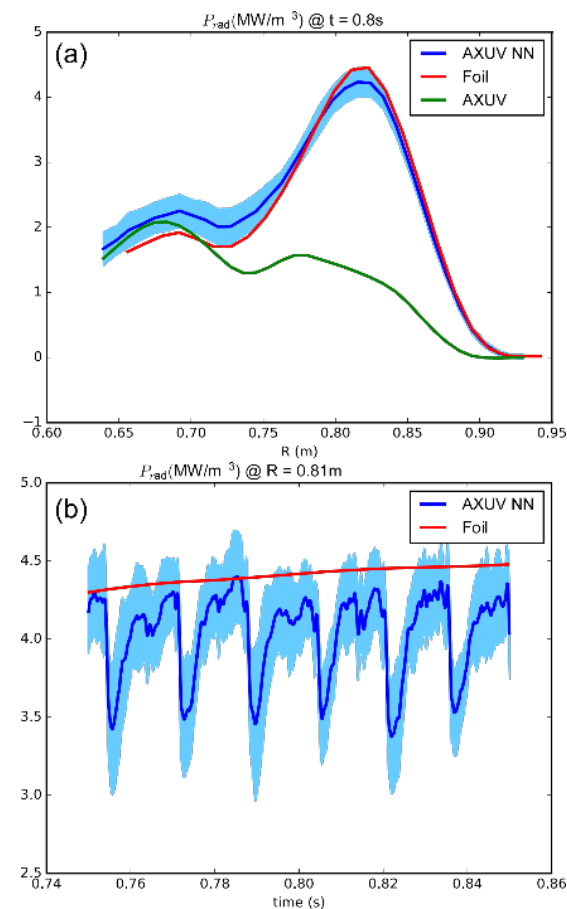 P_rad(MW/m^-3) @ t = 0.8s
(a)
AXUV NN
Foil
AXUV
5
4
3
2
1
0
−1
0.60 0.65 0.70 0.75 0.80 0.85 0.90 0.95
R (m)
P_rad(MW/m^-3) @ R = 0.81m
(b)
AXUV NN
Foil
5.0
4.5
4.0
3.5
3.0
2.5
0.74 0.76 0.78 0.80 0.82 0.84 0.86
time (s)